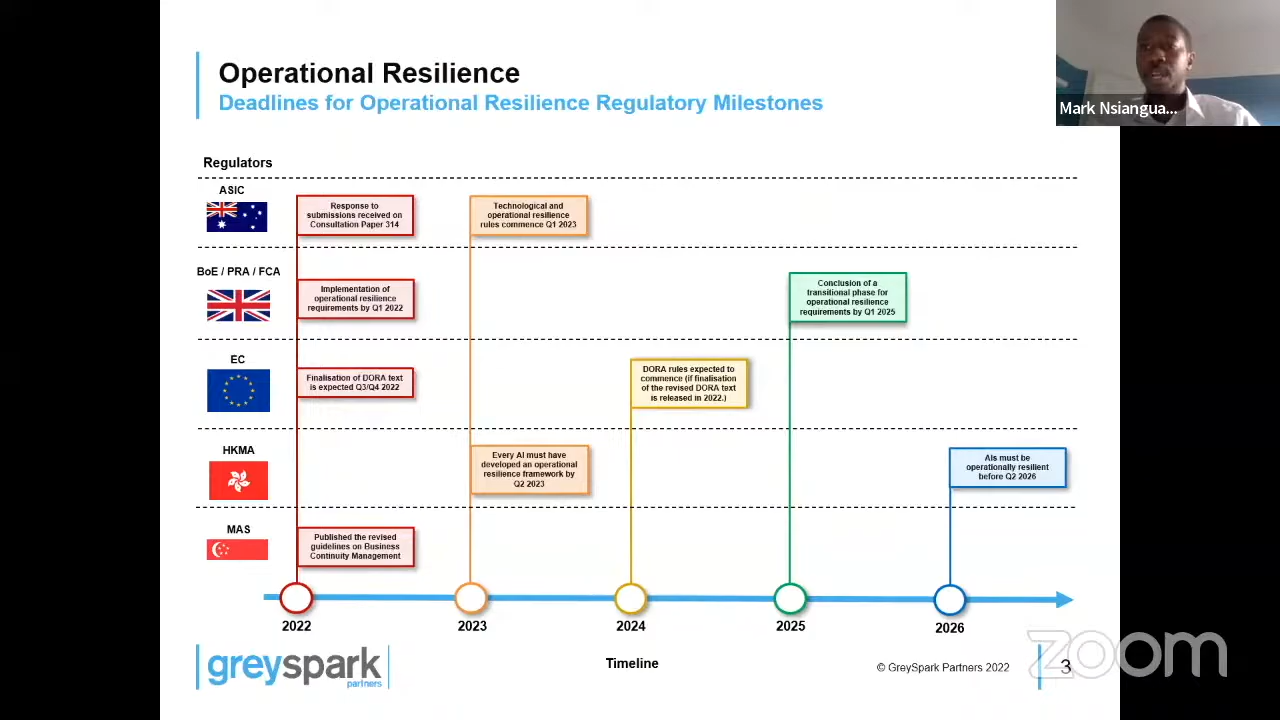 Operational Resilience
Deadlines for Operational Resilience Regulatory Milestones
Mark Nsiangua...
Regulators
ASIC
Response to
submissions received on
Consultation Paper 314
Technological and
operational resilience
rules commence Q1 2023
BoE / PRA / FCA
Implementation of
operational resilience
requirements by Q1 2022
Conclusion of a
transitional phase for
operational resilience
requirements by Q1 2025
EC
Finalisation of DORA text
is expected Q3/Q4 2022
DORA rules expected to
commence (if finalisation
of the revised DORA text
is released in 2022.)
HKMA
Every AI must have
developed an operational
resilience framework by
Q2 2023
AIs must be
operationally resilient
before Q2 2026
MAS
Published the revised
guidelines on Business
Continuity Management
2022
2023
2024
2025
2026
greyspark
partners
Timeline
© GreySpark Partners 2022
3
zoom